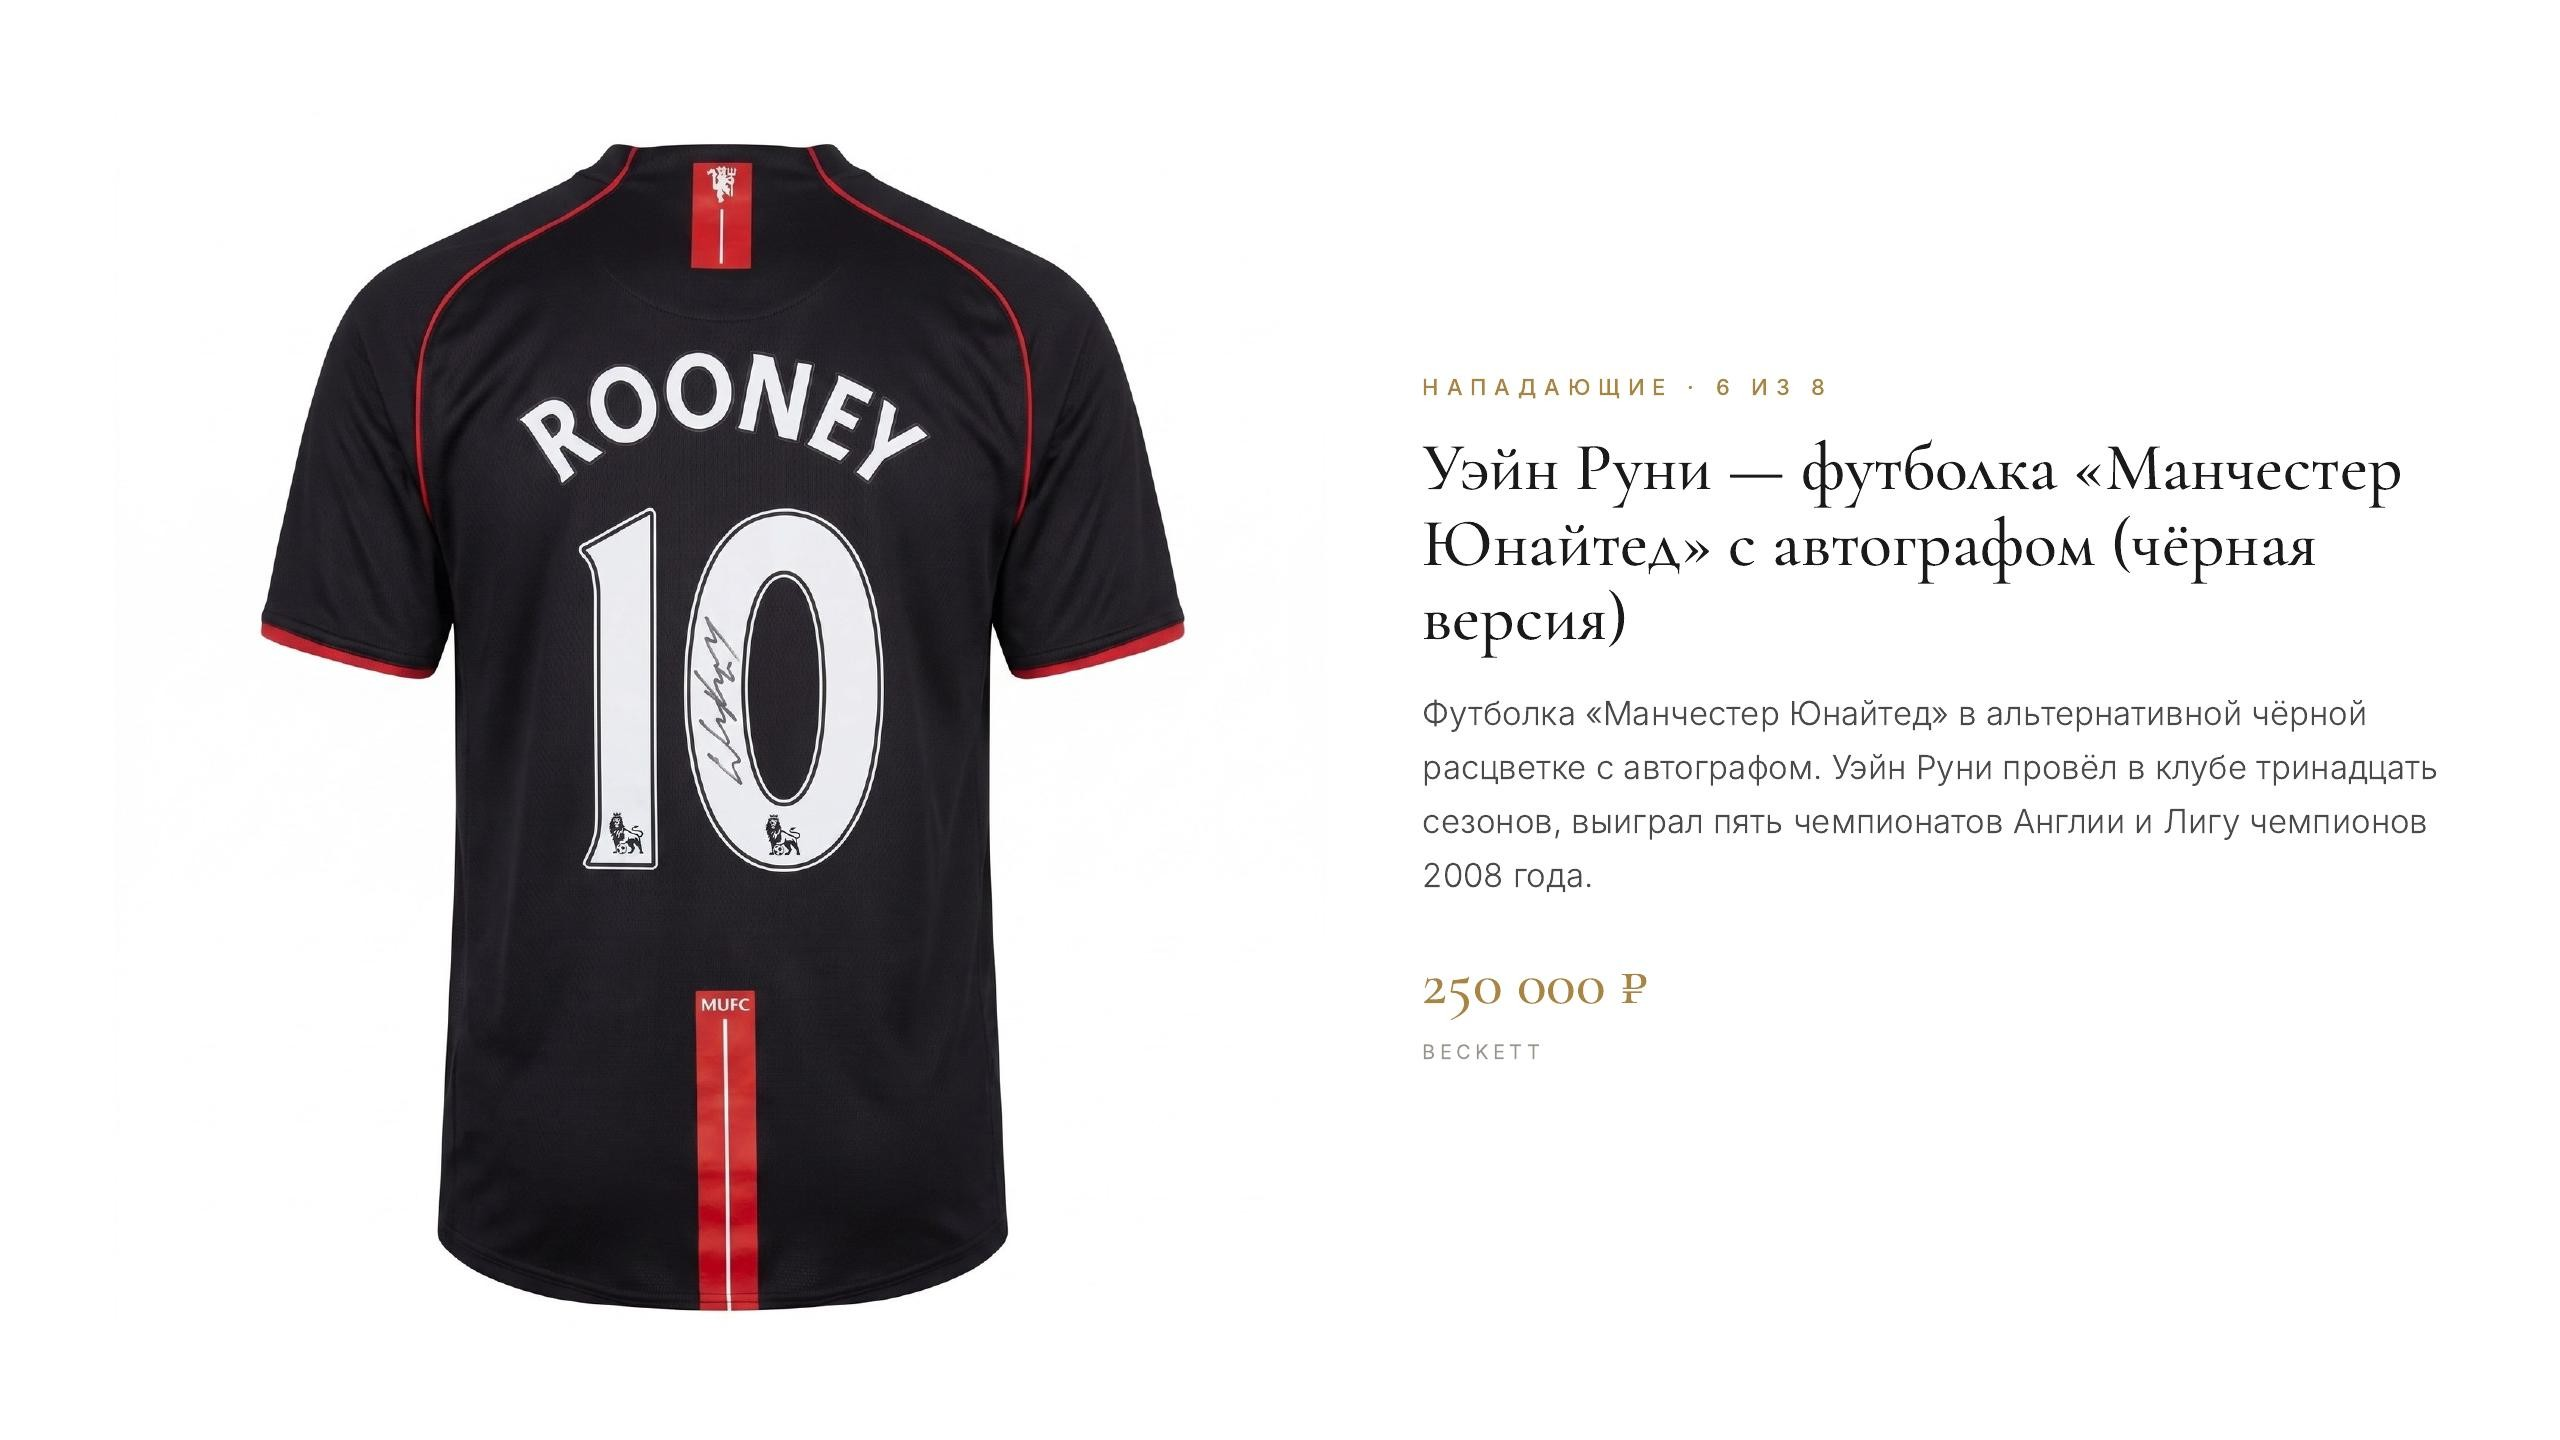 ROONEY
10
MUFC
НАПАДАЮЩИЕ · 6 ИЗ 8
Уэйн Руни — футболка «Манчестер
Юнайтед» с автографом (чёрная
версия)
Футболка «Манчестер Юнайтед» в альтернативной чёрной
расцветке с автографом. Уэйн Руни провёл в клубе тринадцать
сезонов, выиграл пять чемпионатов Англии и Лигу чемпионов
2008 года.
250 000 ₽
BECKETT